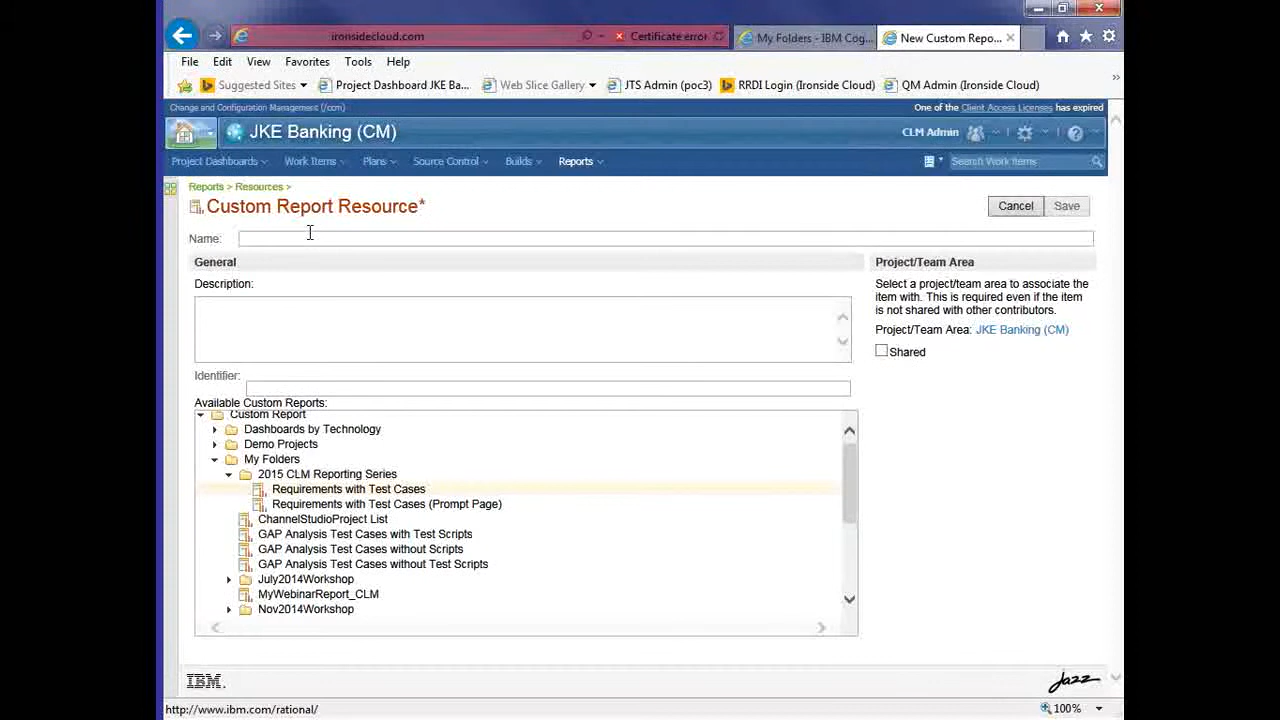 ironsidecloud.com
Certificate error
My Folders - IBM Cog...
New Custom Repo...
File Edit View Favorites Tools Help
Suggested Sites
Project Dashboard JKE Ba...
Web Slice Gallery
JTS Admin (poc3)
RRDI Login (Ironside Cloud)
QM Admin (Ironside Cloud)
Change and Configuration Management (/ccm)
One of the Client Access Licenses has expired
JKE Banking (CM)
CLM Admin
Project Dashboards Work Items Plans Source Control Builds Reports
Search Work Items
Reports > Resources >
Custom Report Resource*
Cancel Save
Name:
General
Description:
Identifier:
Available Custom Reports:
Custom Report
Dashboards by Technology
Demo Projects
My Folders
2015 CLM Reporting Series
Requirements with Test Cases
Requirements with Test Cases (Prompt Page)
ChannelStudioProject List
GAP Analysis Test Cases with Test Scripts
GAP Analysis Test Cases without Scripts
GAP Analysis Test Cases without Test Scripts
July2014Workshop
MyWebinarReport_CLM
Nov2014Workshop
Project/Team Area
Select a project/team area to associate the
item with. This is required even if the item
is not shared with other contributors.
Project/Team Area: JKE Banking (CM)
Shared
IBM.
jazz
http://www.ibm.com/rational/
100%